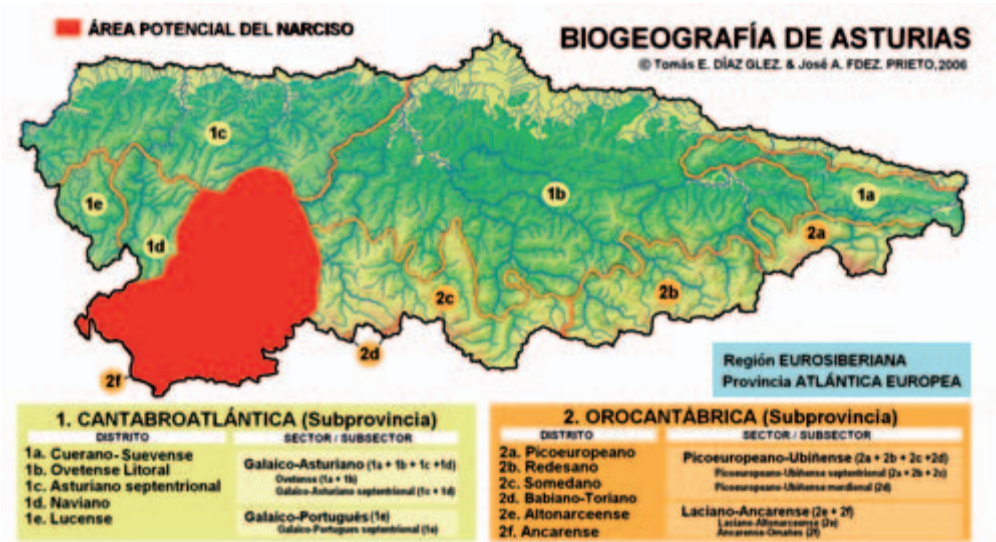 ÁREA POTENCIAL DEL NARCISO
BIOGEOGRAFÍA DE ASTURIAS
© Tomás E. DÍAZ GLEZ. & José A. FDEZ. PRIETO, 2006
1c
1e
1d
1b
1a
2a
2b
2c
2d
2f
Región EUROSIBERIANA
Provincia ATLÁNTICA EUROPEA
1. CANTABROATLÁNTICA (Subprovincia)
DISTRITO
SECTOR / SUBSECTOR
1a. Cuerano-Suevense
1b. Ovetense Litoral
1c. Asturiano septentrional
1d. Naviano
1e. Lucense
Galaico-Asturiano (1a + 1b + 1c +1d)
Ovetense (1a + 1b)
Galaico-Asturiano septentrional (1c + 1d)
Galaico-Portugués (1e)
Galaico-Portugues septentrional (1e)
2. OROCANTÁBRICA (Subprovincia)
DISTRITO
SECTOR / SUBSECTOR
2a. Picoeuropeano
2b. Redesano
2c. Somedano
2d. Babiano-Toriano
2e. Altonarceense
2f. Ancarense
Picoeuropeano-Ubiñense (2a + 2b + 2c +2d)
Picoeuropeano-Ubiñense septentrional (2a + 2b + 2c)
Picoeuropeano-Ubiñense meridional (2d)
Laciano-Ancarense (2e + 2f)
Laciano-Altonarceense (2e)
Ancarense-Omañes (2f)